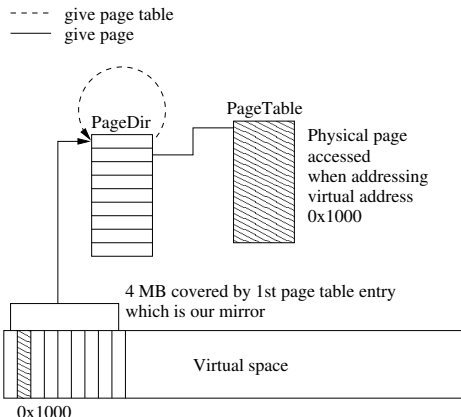 give page table
give page
PageDir
PageTable
Physical page
accessed
when addressing
virtual address
0x1000
4 MB covered by 1st page table entry
which is our mirror
Virtual space
0x1000